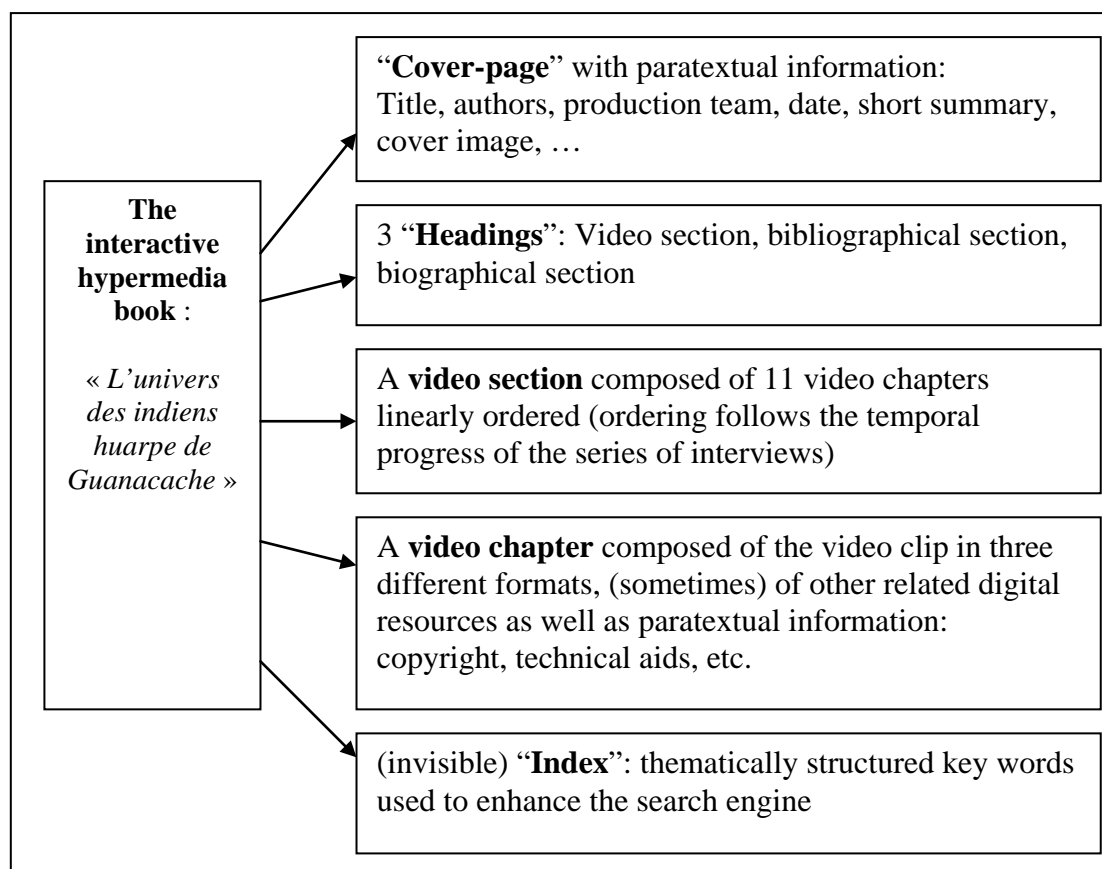 The
interactive
hypermedia
book :
« L’univers
des indiens
huarpe de
Guanacache »
“Cover-page” with paratextual information:
Title, authors, production team, date, short summary,
cover image, …
3 “Headings”: Video section, bibliographical section,
biographical section
A video section composed of 11 video chapters
linearly ordered (ordering follows the temporal
progress of the series of interviews)
A video chapter composed of the video clip in three
different formats, (sometimes) of other related digital
resources as well as paratextual information:
copyright, technical aids, etc.
(invisible) “Index”: thematically structured key words
used to enhance the search engine